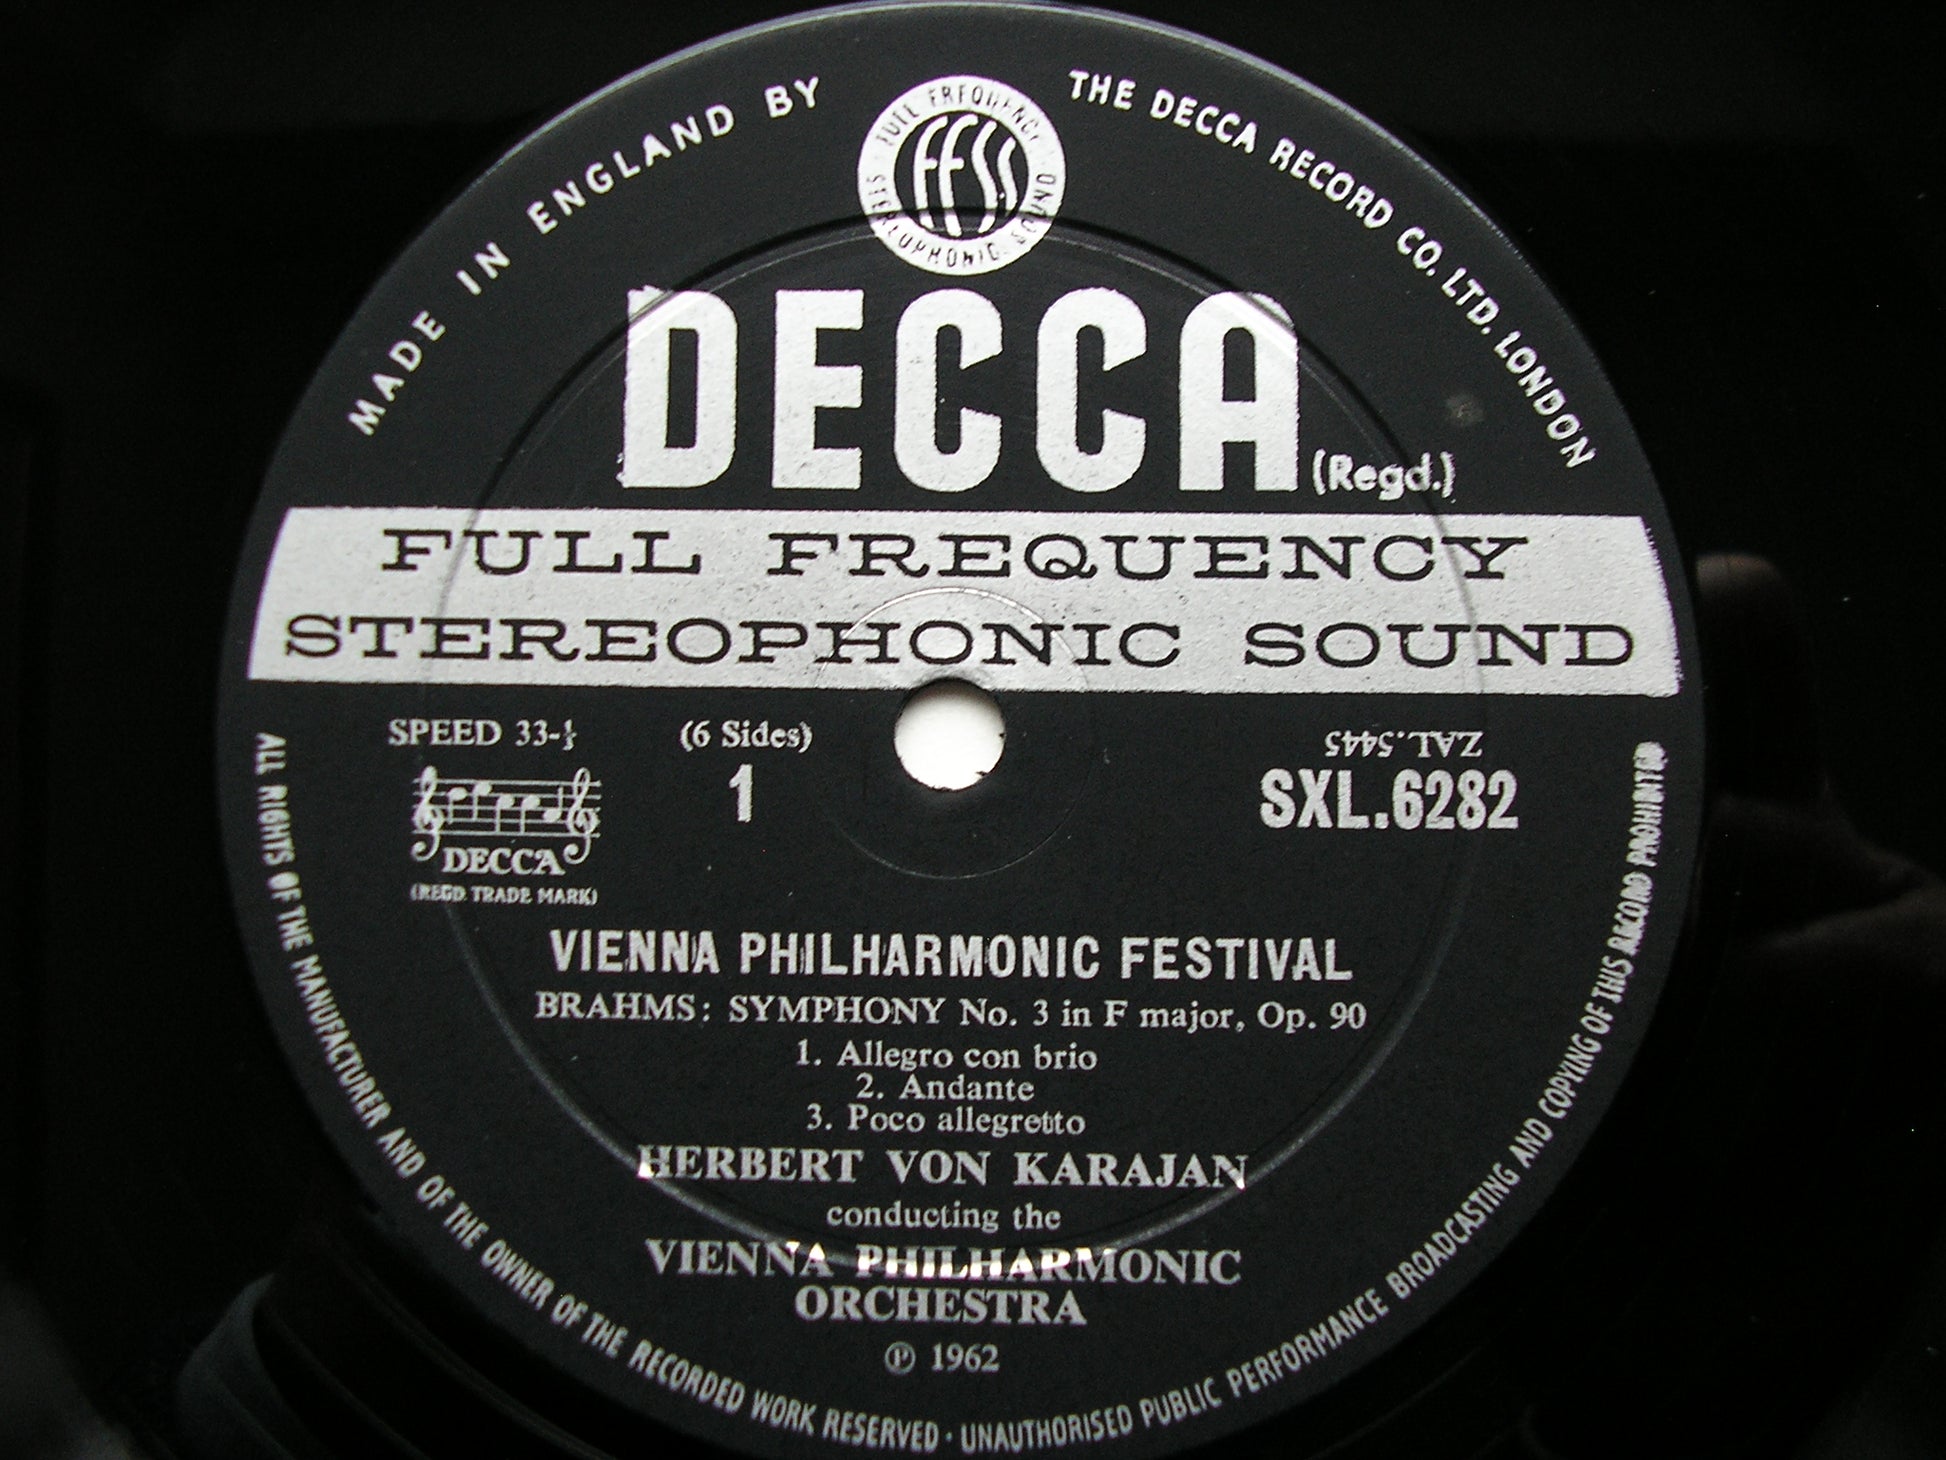 MADE IN ENGLAND BY THE DECCA RECORD CO. LTD. LONDON
FULL FREQUENCY STEREOPHONIC SOUND
FFSS
DECCA (Regd.)
FULL FREQUENCY
STEREOPHONIC SOUND
SPEED 33-⅓ (6 Sides) ZAL.5445
1 SXL.6282
DECCA
(REGD. TRADE MARK)
VIENNA PHILHARMONIC FESTIVAL
BRAHMS: SYMPHONY No. 3 in F major, Op. 90
1. Allegro con brio
2. Andante
3. Poco allegretto
HERBERT VON KARAJAN
conducting the
VIENNA PHILHARMONIC
ORCHESTRA
℗ 1962
ALL RIGHTS OF THE MANUFACTURER AND OF THE OWNER OF THE RECORDED WORK RESERVED · UNAUTHORISED PUBLIC PERFORMANCE BROADCASTING AND COPYING OF THIS RECORD PROHIBITED